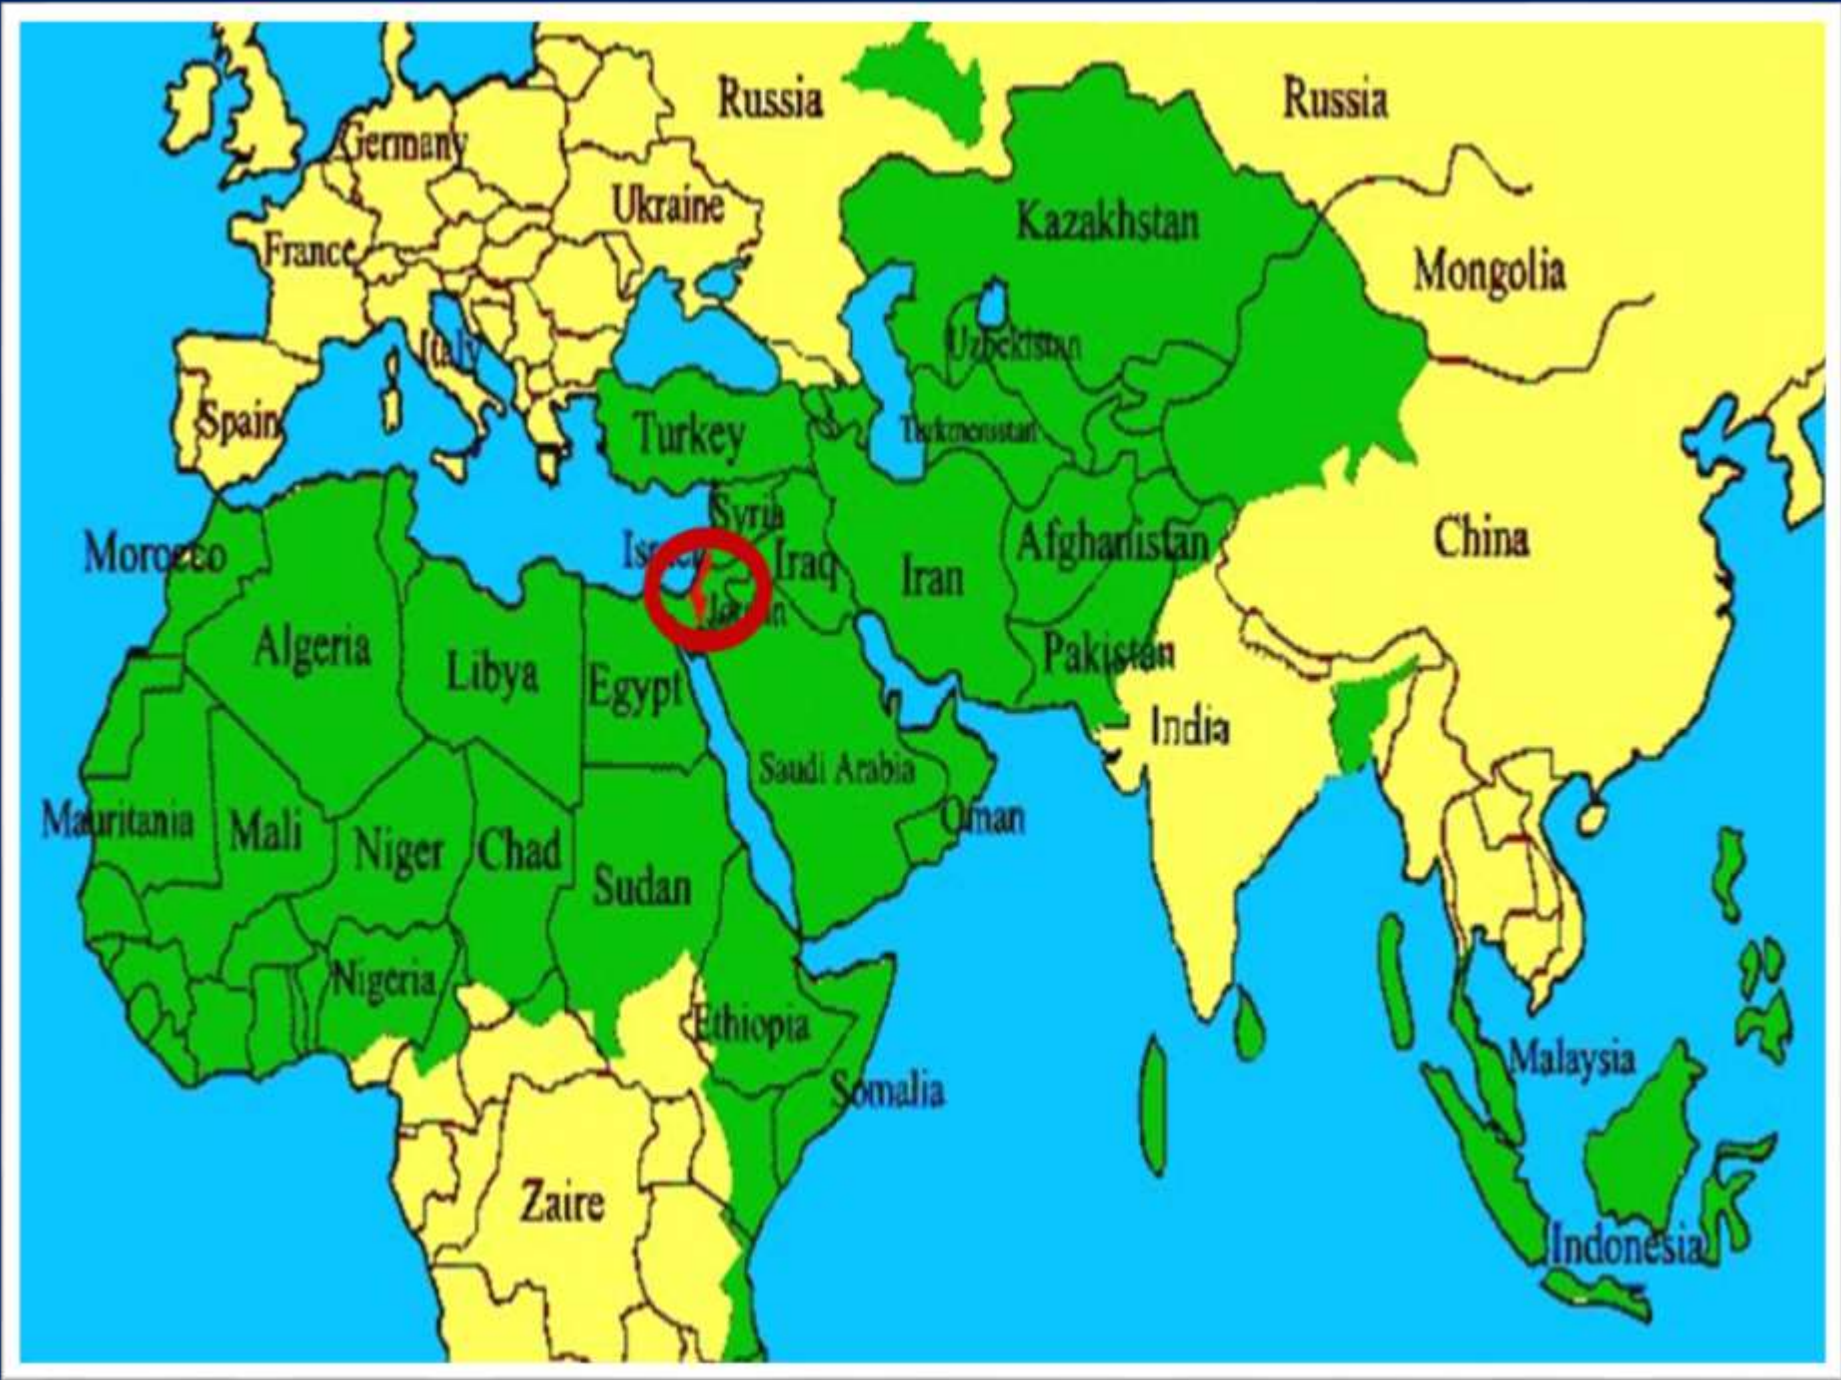 Russia
Russia
Germany
Ukraine
France
Kazakhstan
Mongolia
Italy
Uzbekistan
Spain
Turkey
Turkmenistan
Syria
Morocco
Israel
Iraq
Iran
Afghanistan
China
Jordan
Algeria
Libya
Egypt
Pakistan
India
Saudi Arabia
Mauritania
Mali
Niger
Chad
Oman
Sudan
Nigeria
Ethiopia
Malaysia
Somalia
Zaire
Indonesia